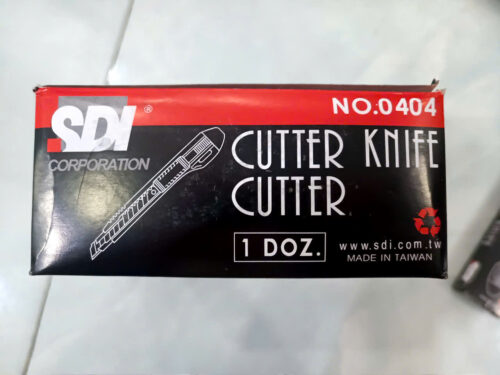 NO.0404
SDI®
CORPORATION
CUTTER KNIFE
CUTTER
1 DOZ.
www.sdi.com.tw
MADE IN TAIWAN